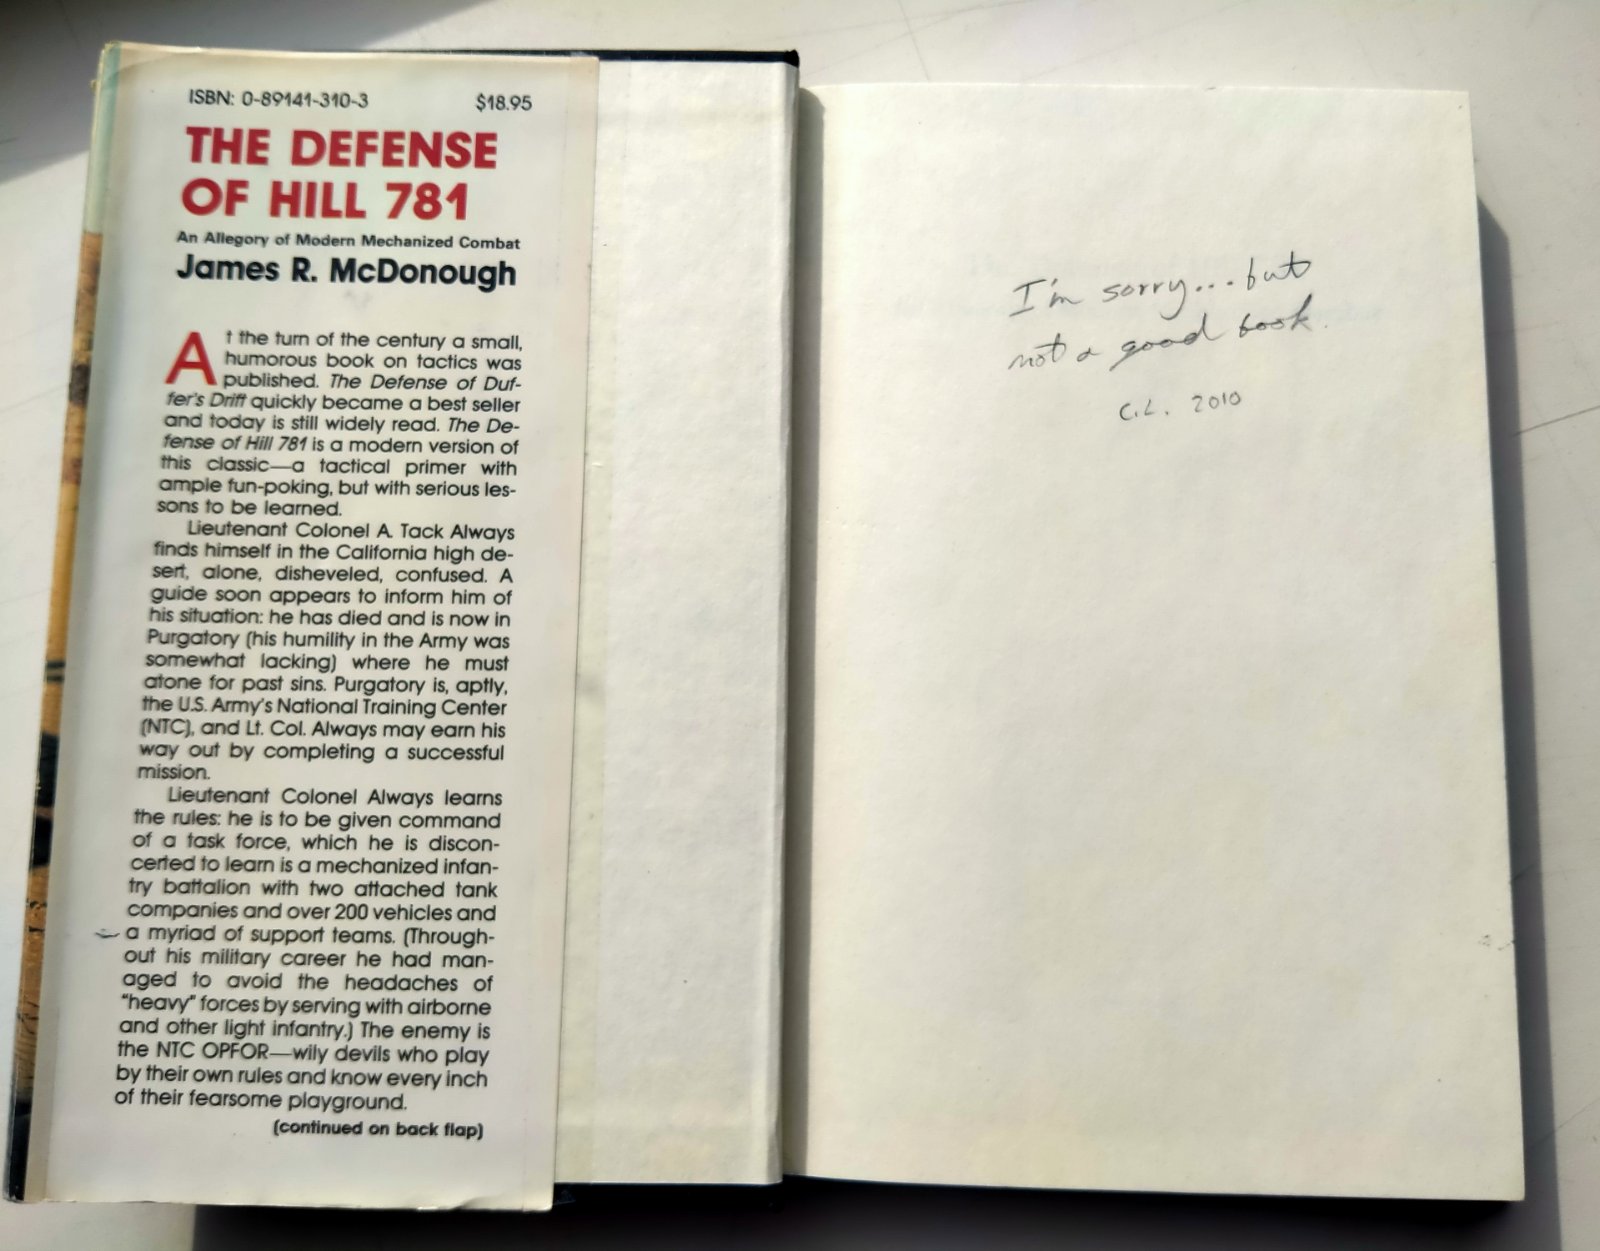 ISBN: 0-89141-310-3 $18.95
THE DEFENSE
OF HILL 781
An Allegory of Modern Mechanized Combat
James R. McDonough
At the turn of the century a small,
humorous book on tactics was
published. The Defense of Duf-
fer's Drift quickly became a best seller
and today is still widely read. The De-
fense of Hill 781 is a modern version of
this classic—a tactical primer with
ample fun-poking, but with serious les-
sons to be learned.
Lieutenant Colonel A. Tack Always
finds himself in the California high de-
sert, alone, disheveled, confused. A
guide soon appears to inform him of
his situation: he has died and is now in
Purgatory (his humility in the Army was
somewhat lacking) where he must
atone for past sins. Purgatory is, aptly,
the U.S. Army's National Training Center
(NTC), and Lt. Col. Always may earn his
way out by completing a successful
mission.
Lieutenant Colonel Always learns
the rules: he is to be given command
of a task force, which he is discon-
certed to learn is a mechanized infan-
try battalion with two attached tank
companies and over 200 vehicles and
a myriad of support teams. (Through-
out his military career he had man-
aged to avoid the headaches of
"heavy" forces by serving with airborne
and other light infantry.) The enemy is
the NTC OPFOR—wily devils who play
by their own rules and know every inch
of their fearsome playground.
(continued on back flap)
I'm sorry... but
not a good book.
C.L. 2010